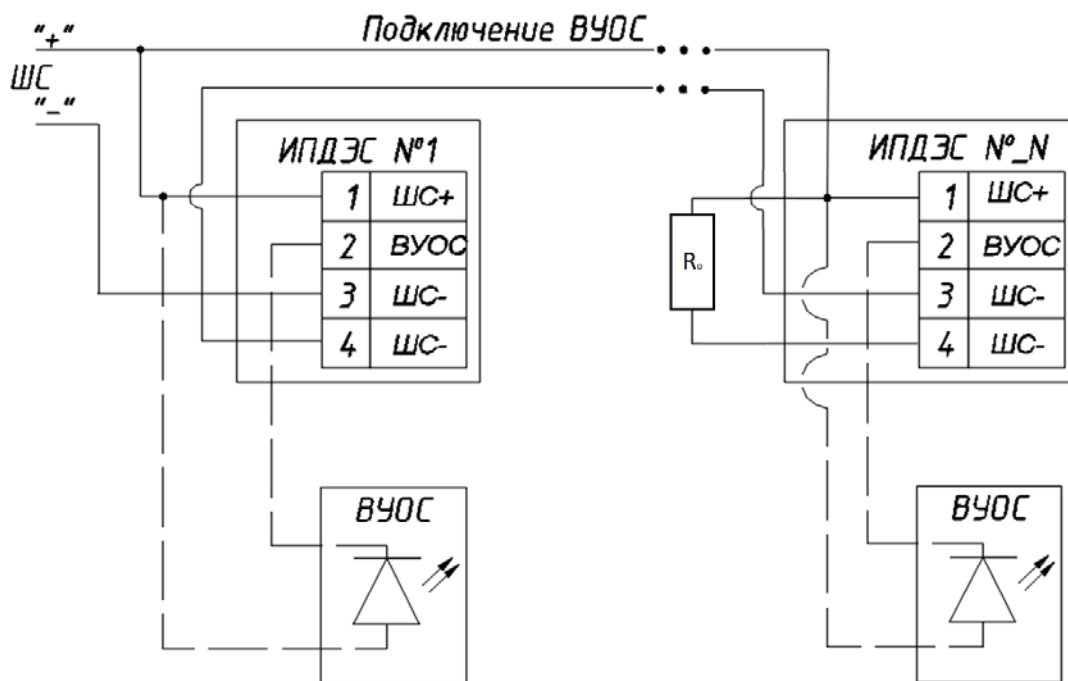 Подключение ВУОС
"+"
ШС
"-"
ИПДЭС №1
1 ШС+
2 ВУОС
3 ШС-
4 ШС-
Rₒ
ИПДЭС №_N
1 ШС+
2 ВУОС
3 ШС-
4 ШС-
ВУОС
ВУОС